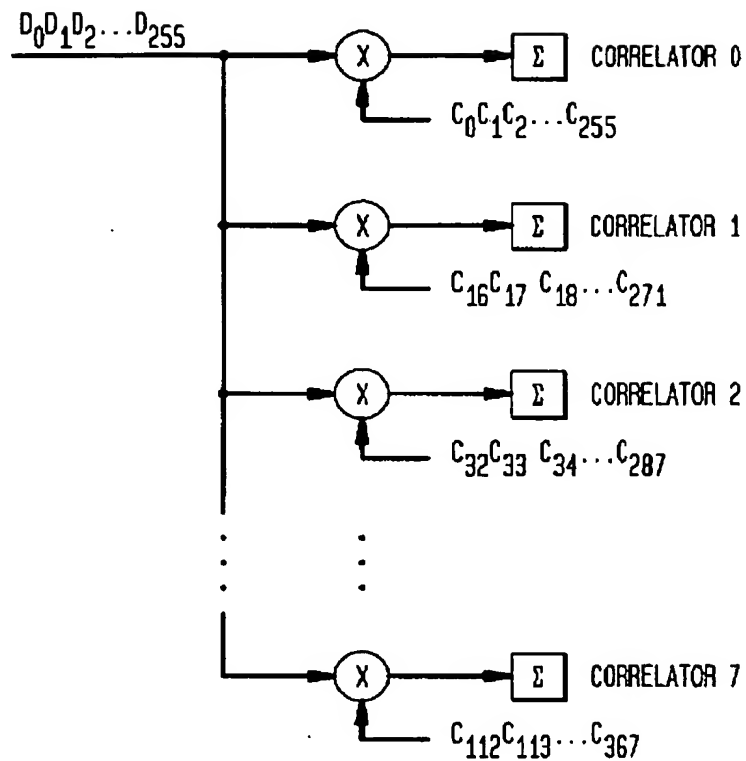 D₀D₁D₂...D₂₅₅
X Σ CORRELATOR 0
C₀C₁C₂...C₂₅₅
X Σ CORRELATOR 1
C₁₆C₁₇ C₁₈...C₂₇₁
X Σ CORRELATOR 2
C₃₂C₃₃ C₃₄...C₂₈₇
X Σ CORRELATOR 7
C₁₁₂C₁₁₃...C₃₆₇